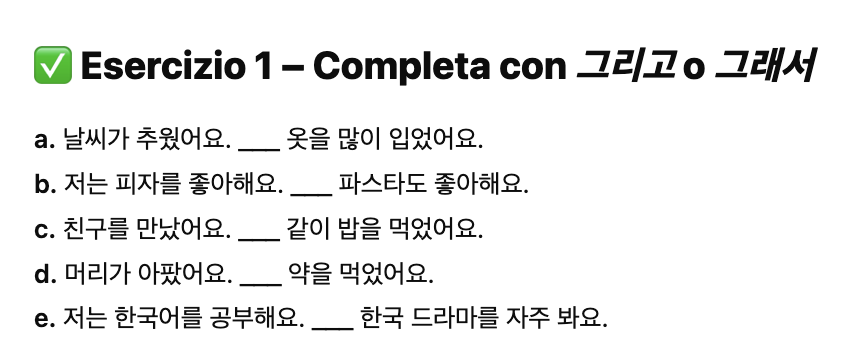 ✅ Esercizio 1 – Completa con 그리고 o 그래서
a. 날씨가 추웠어요. ___ 옷을 많이 입었어요.
b. 저는 피자를 좋아해요. ___ 파스타도 좋아해요.
c. 친구를 만났어요. ___ 같이 밥을 먹었어요.
d. 머리가 아팠어요. ___ 약을 먹었어요.
e. 저는 한국어를 공부해요. ___ 한국 드라마를 자주 봐요.